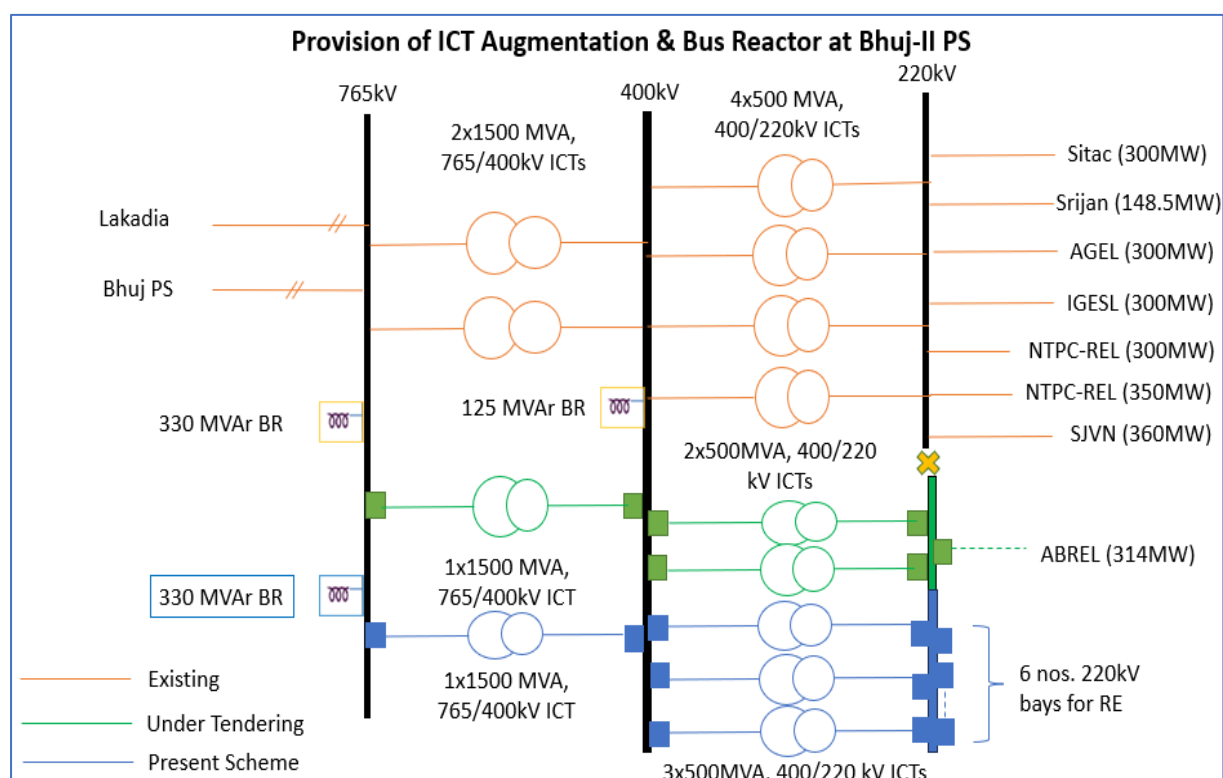 Provision of ICT Augmentation & Bus Reactor at Bhuj-II PS
765kV
400kV
220kV
2x1500 MVA,
765/400kV ICTs
4x500 MVA,
400/220kV ICTs
Lakadia
Bhuj PS
Sitac (300MW)
Srijan (148.5MW)
AGEL (300MW)
IGESL (300MW)
NTPC-REL (300MW)
NTPC-REL (350MW)
SJVN (360MW)
330 MVAr BR
125 MVAr BR
2x500MVA, 400/220
kV ICTs
ABREL (314MW)
1x1500 MVA,
765/400kV ICT
330 MVAr BR
1x1500 MVA,
765/400kV ICT
6 nos. 220kV
bays for RE
3x500MVA, 400/220 kV ICTs
Existing
Under Tendering
Present Scheme